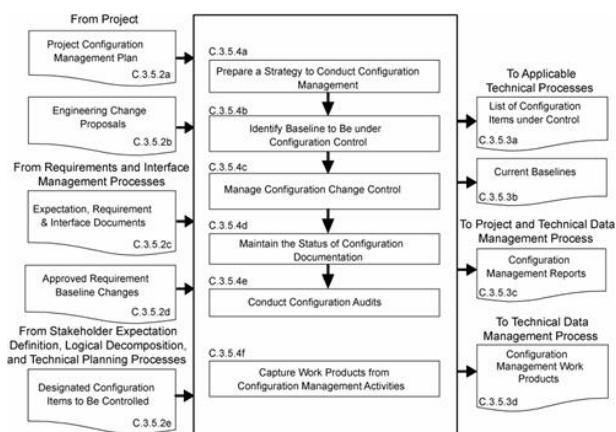 From Project
Project Configuration
Management Plan
C.3.5.2a
Engineering Change
Proposals
C.3.5.2b
From Requirements and Interface
Management Processes
Expectation, Requirement
& Interface Documents
C.3.5.2c
Approved Requirement
Baseline Changes
C.3.5.2d
From Stakeholder Expectation
Definition, Logical Decomposition,
and Technical Planning Processes
Designated Configuration
Items to Be Controlled
C.3.5.2e
C.3.5.4a
Prepare a Strategy to Conduct Configuration
Management
C.3.5.4b
Identify Baseline to Be under
Configuration Control
C.3.5.4c
Manage Configuration Change Control
C.3.5.4d
Maintain the Status of Configuration
Documentation
C.3.5.4e
Conduct Configuration Audits
C.3.5.4f
Capture Work Products from
Configuration Management Activities
To Applicable
Technical Processes
List of Configuration
Items under Control
C.3.5.3a
Current Baselines
C.3.5.3b
To Project and Technical Data
Management Process
Configuration
Management Reports
C.3.5.3c
To Technical Data
Management Process
Configuration
Management Work
Products
C.3.5.3d